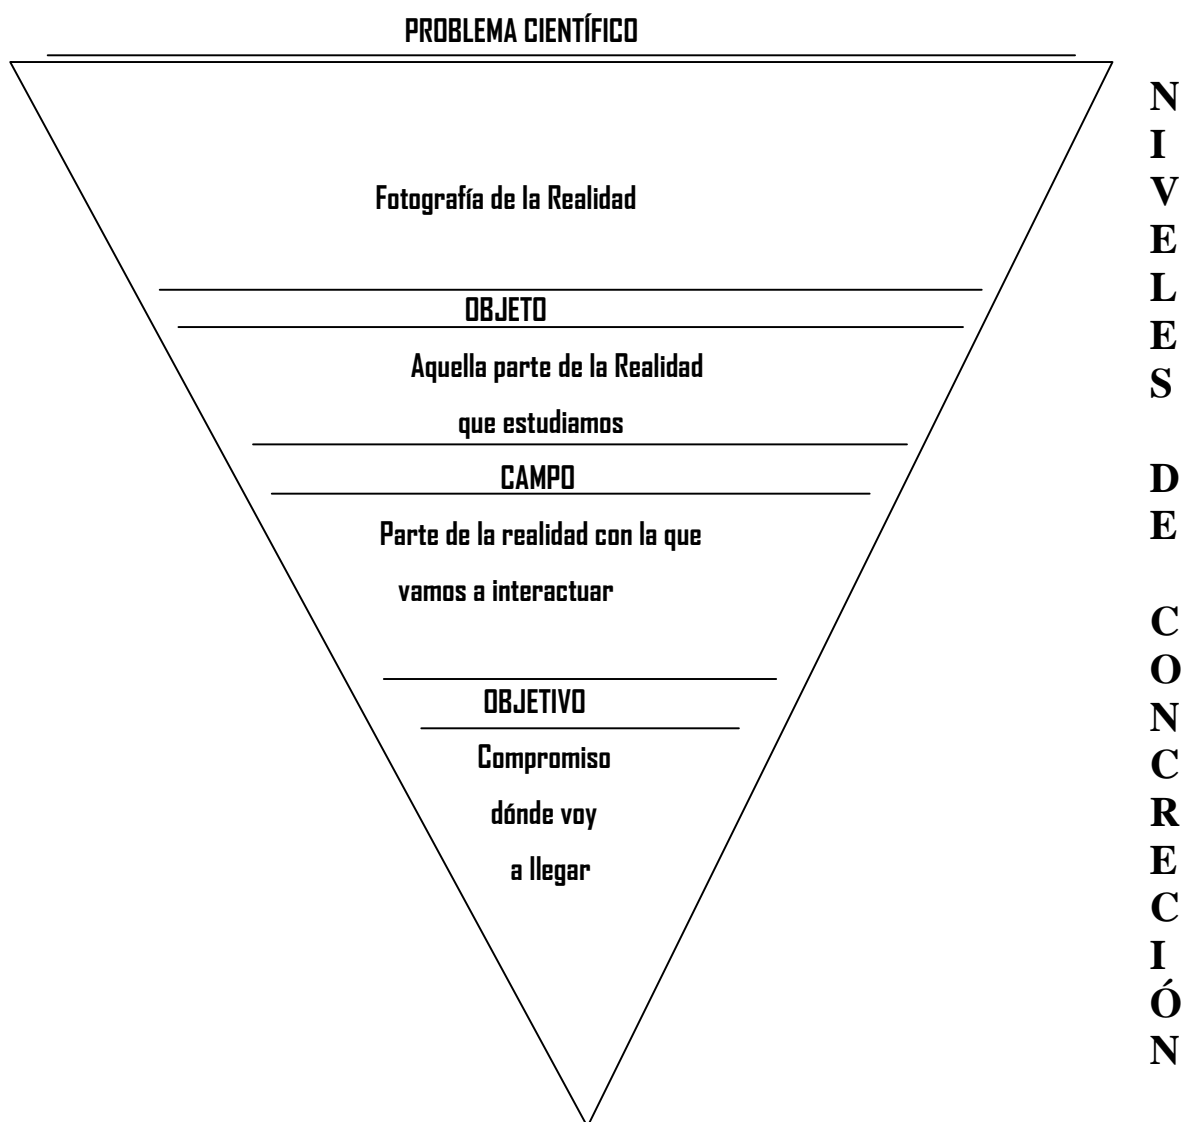 PROBLEMA CIENTÍFICO
Fotografía de la Realidad
OBJETO
Aquella parte de la Realidad
que estudiamos
CAMPO
Parte de la realidad con la que
vamos a interactuar
OBJETIVO
Compromiso
dónde voy
a llegar
N
I
V
E
L
E
S
D
E
C
O
N
C
R
E
C
I
Ó
N